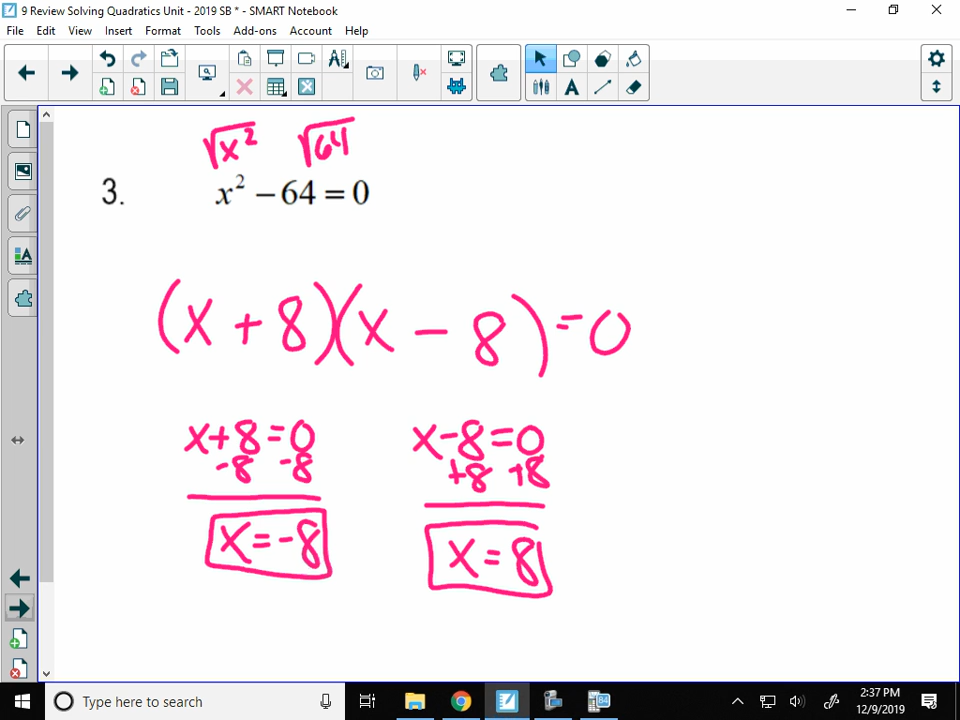 9 Review Solving Quadratics Unit - 2019 SB * - SMART Notebook
File Edit View Insert Format Tools Add-ons Account Help
√x² √64
3. x² − 64 = 0
(x + 8)(x − 8) = 0
x+8=0 x-8=0
-8 -8 +8 +8
x=-8 x=8
Type here to search
2:37 PM
12/9/2019